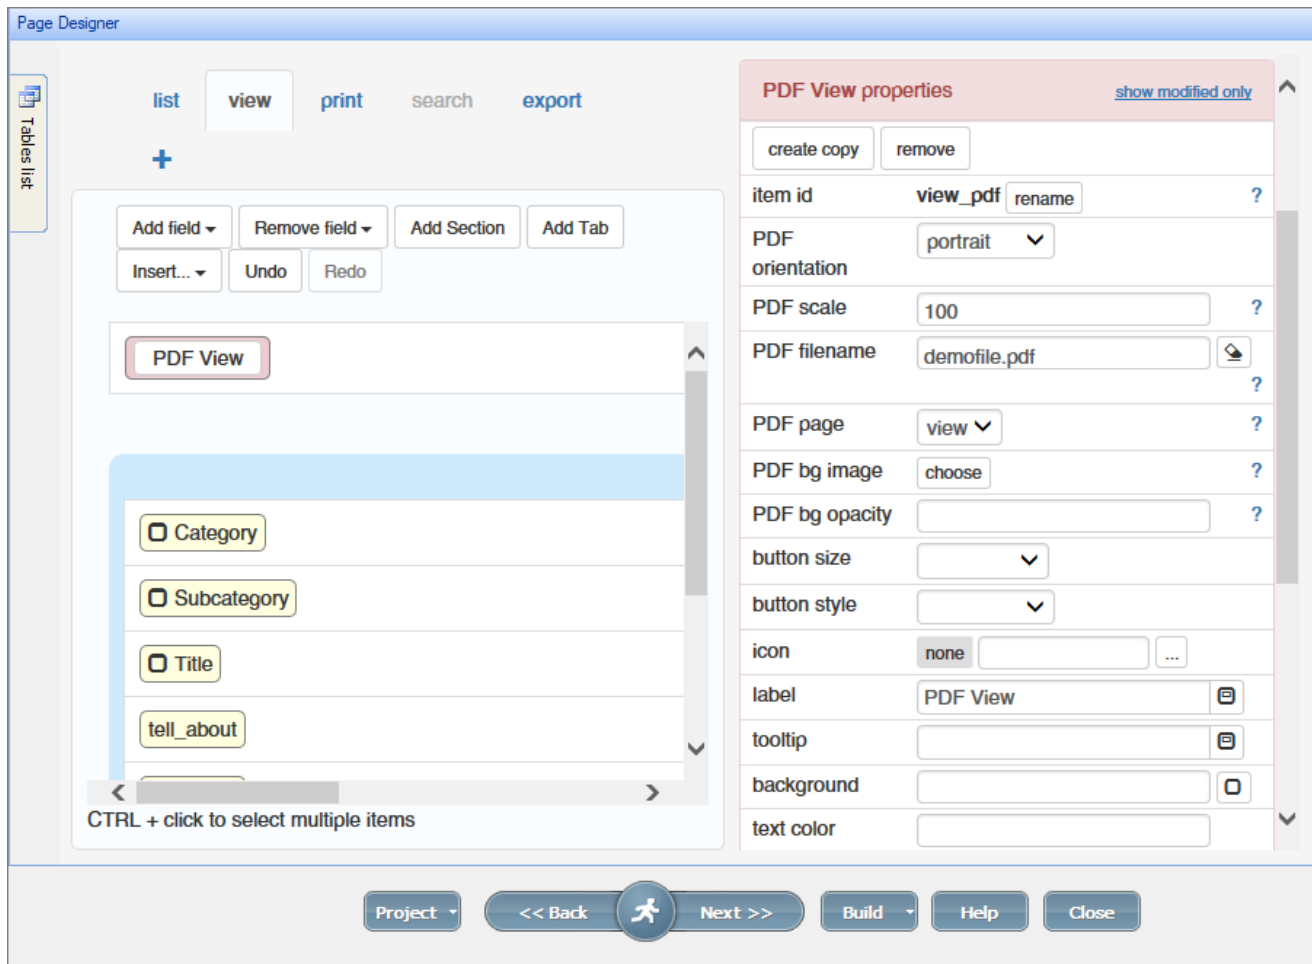 Page Designer
Tables list
list view print search export
+
Add field Remove field Add Section Add Tab
Insert... Undo Redo
PDF View
Category
Subcategory
Title
tell_about
CTRL + click to select multiple items
PDF View properties show modified only
create copy remove
item id view_pdf rename ?
PDF orientation portrait
PDF scale 100 ?
PDF filename demofile.pdf
?
PDF page view ?
PDF bg image choose ?
PDF bg opacity ?
button size
button style
icon none ...
label PDF View
tooltip
background
text color
Project << Back Next >> Build Help Close